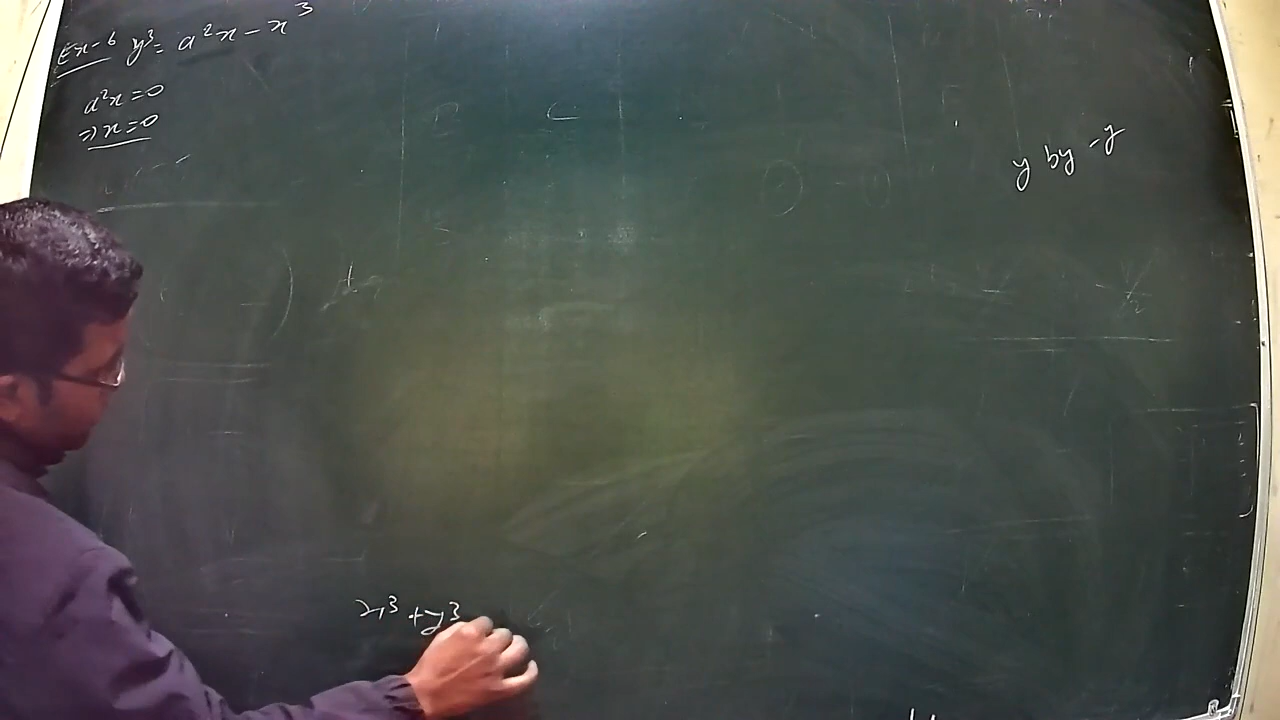 Ex-6 y³ = a²x - x³
a²x = 0
⇒ x = 0
y by -y
x³ + y³